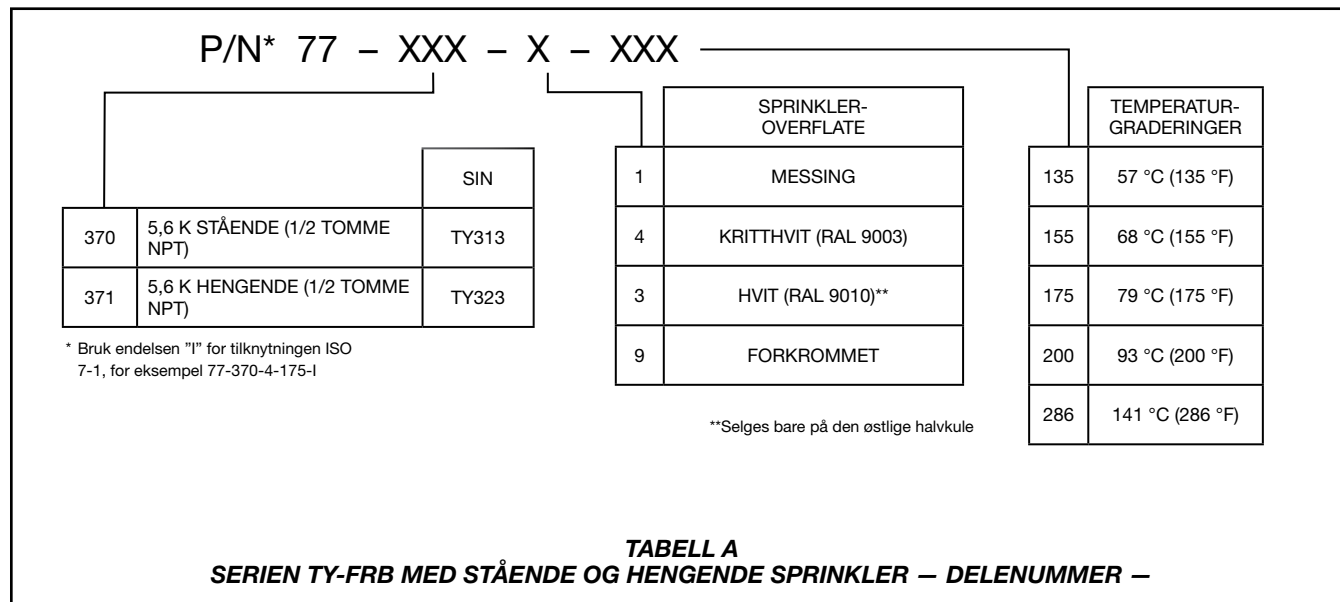 P/N* 77 – XXX – X – XXX
SIN
370 5,6 K STÅENDE (1/2 TOMME
NPT) TY313
371 5,6 K HENGENDE (1/2 TOMME
NPT) TY323
* Bruk endelsen ”I” for tilknytningen ISO
7-1, for eksempel 77-370-4-175-I
SPRINKLER-
OVERFLATE
1 MESSING
4 KRITTHVIT (RAL 9003)
3 HVIT (RAL 9010)**
9 FORKROMMET
**Selges bare på den østlige halvkule
TEMPERATUR-
GRADERINGER
135 57 °C (135 °F)
155 68 °C (155 °F)
175 79 °C (175 °F)
200 93 °C (200 °F)
286 141 °C (286 °F)
TABELL A
SERIEN TY-FRB MED STÅENDE OG HENGENDE SPRINKLER — DELENUMMER —